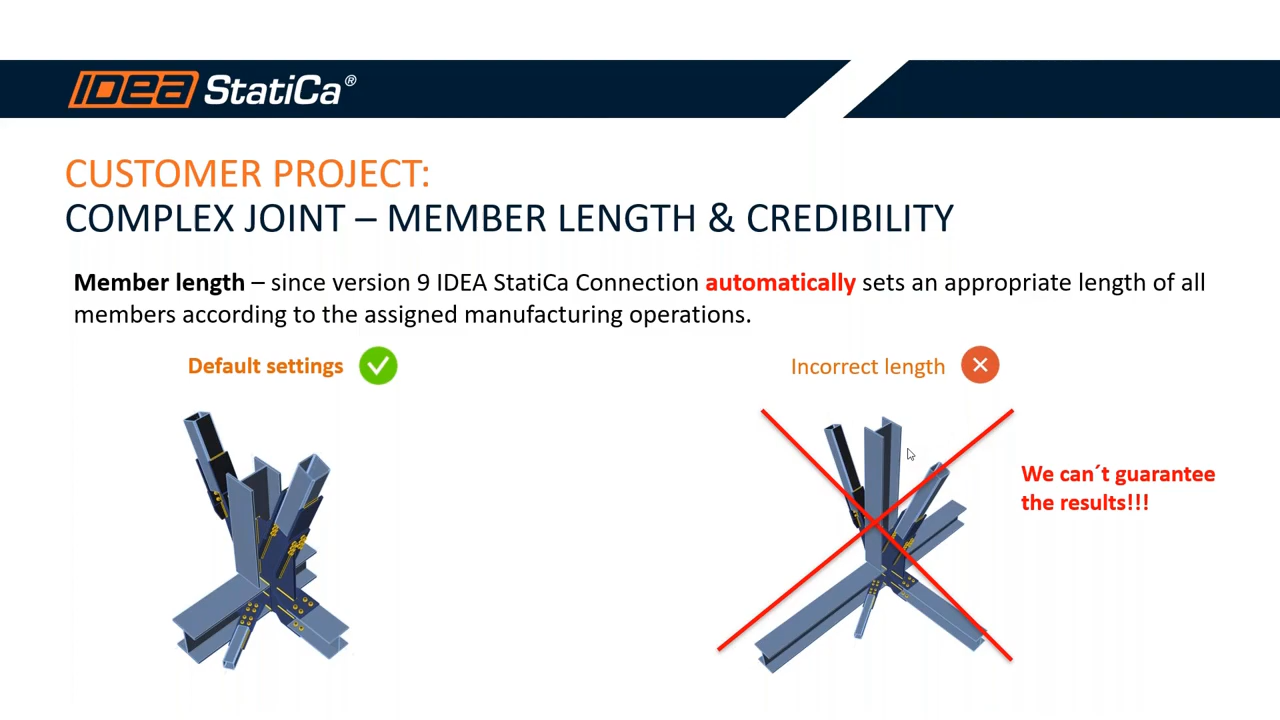 IDEA StatiCa®
CUSTOMER PROJECT:
COMPLEX JOINT – MEMBER LENGTH & CREDIBILITY
Member length – since version 9 IDEA StatiCa Connection automatically sets an appropriate length of all
members according to the assigned manufacturing operations.
Default settings
Incorrect length
We can´t guarantee
the results!!!